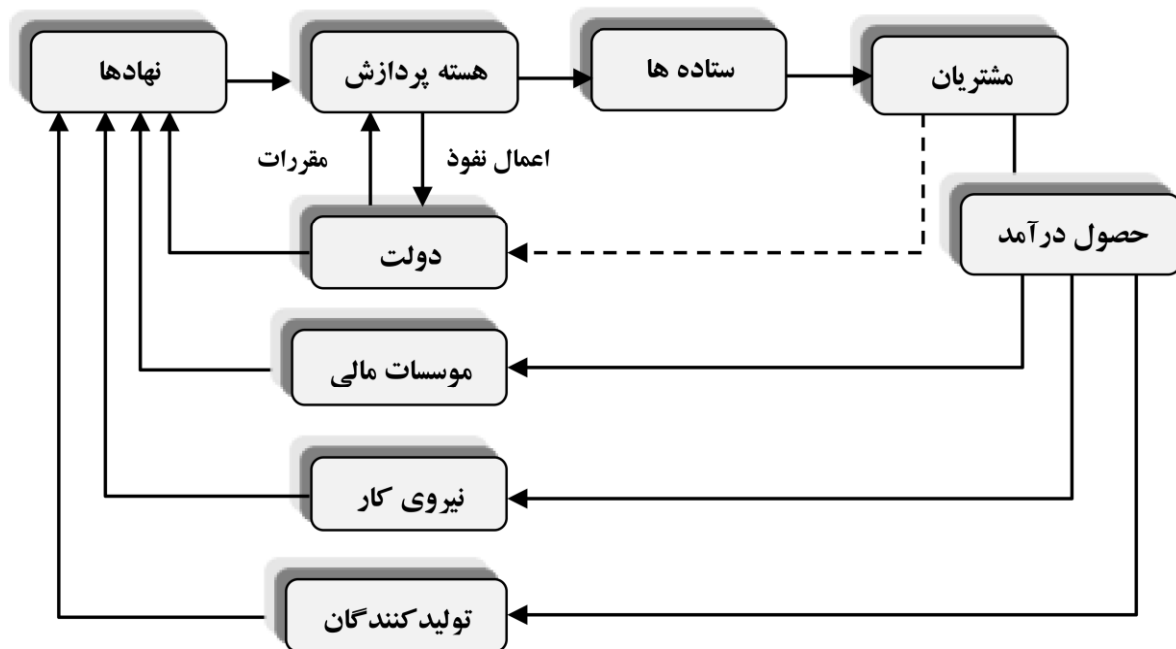 نهادها
هسته پردازش
ستاده ها
مشتریان
مقررات
اعمال نفوذ
دولت
حصول درآمد
موسسات مالی
نیروی کار
تولیدکنندگان